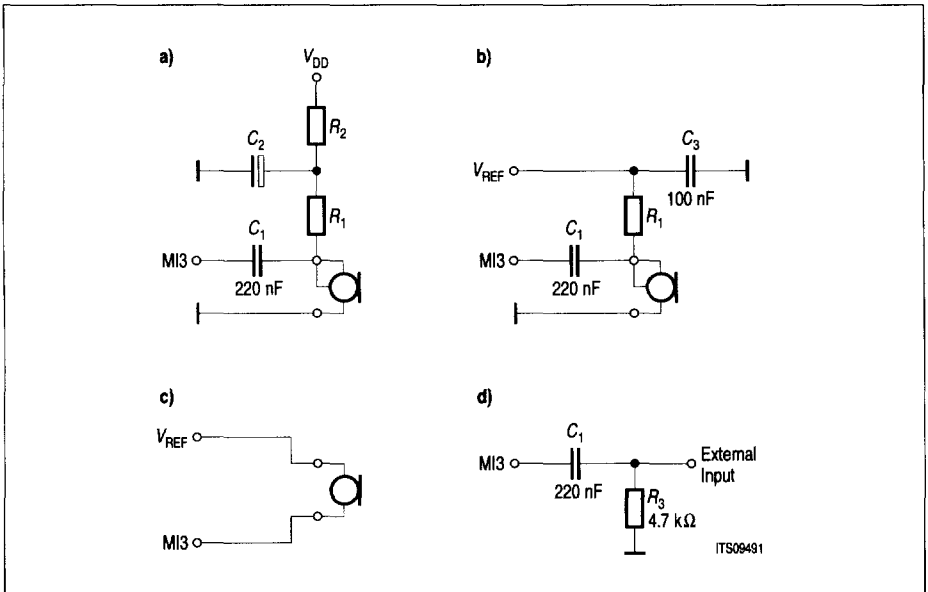 a)
V_DD
R_2
C_2
R_1
C_1
MI3
220 nF
b)
V_REF
C_3
100 nF
R_1
C_1
MI3
220 nF
c)
V_REF
MI3
d)
C_1
MI3
220 nF
External
Input
R_3
4.7 kΩ
ITS09491